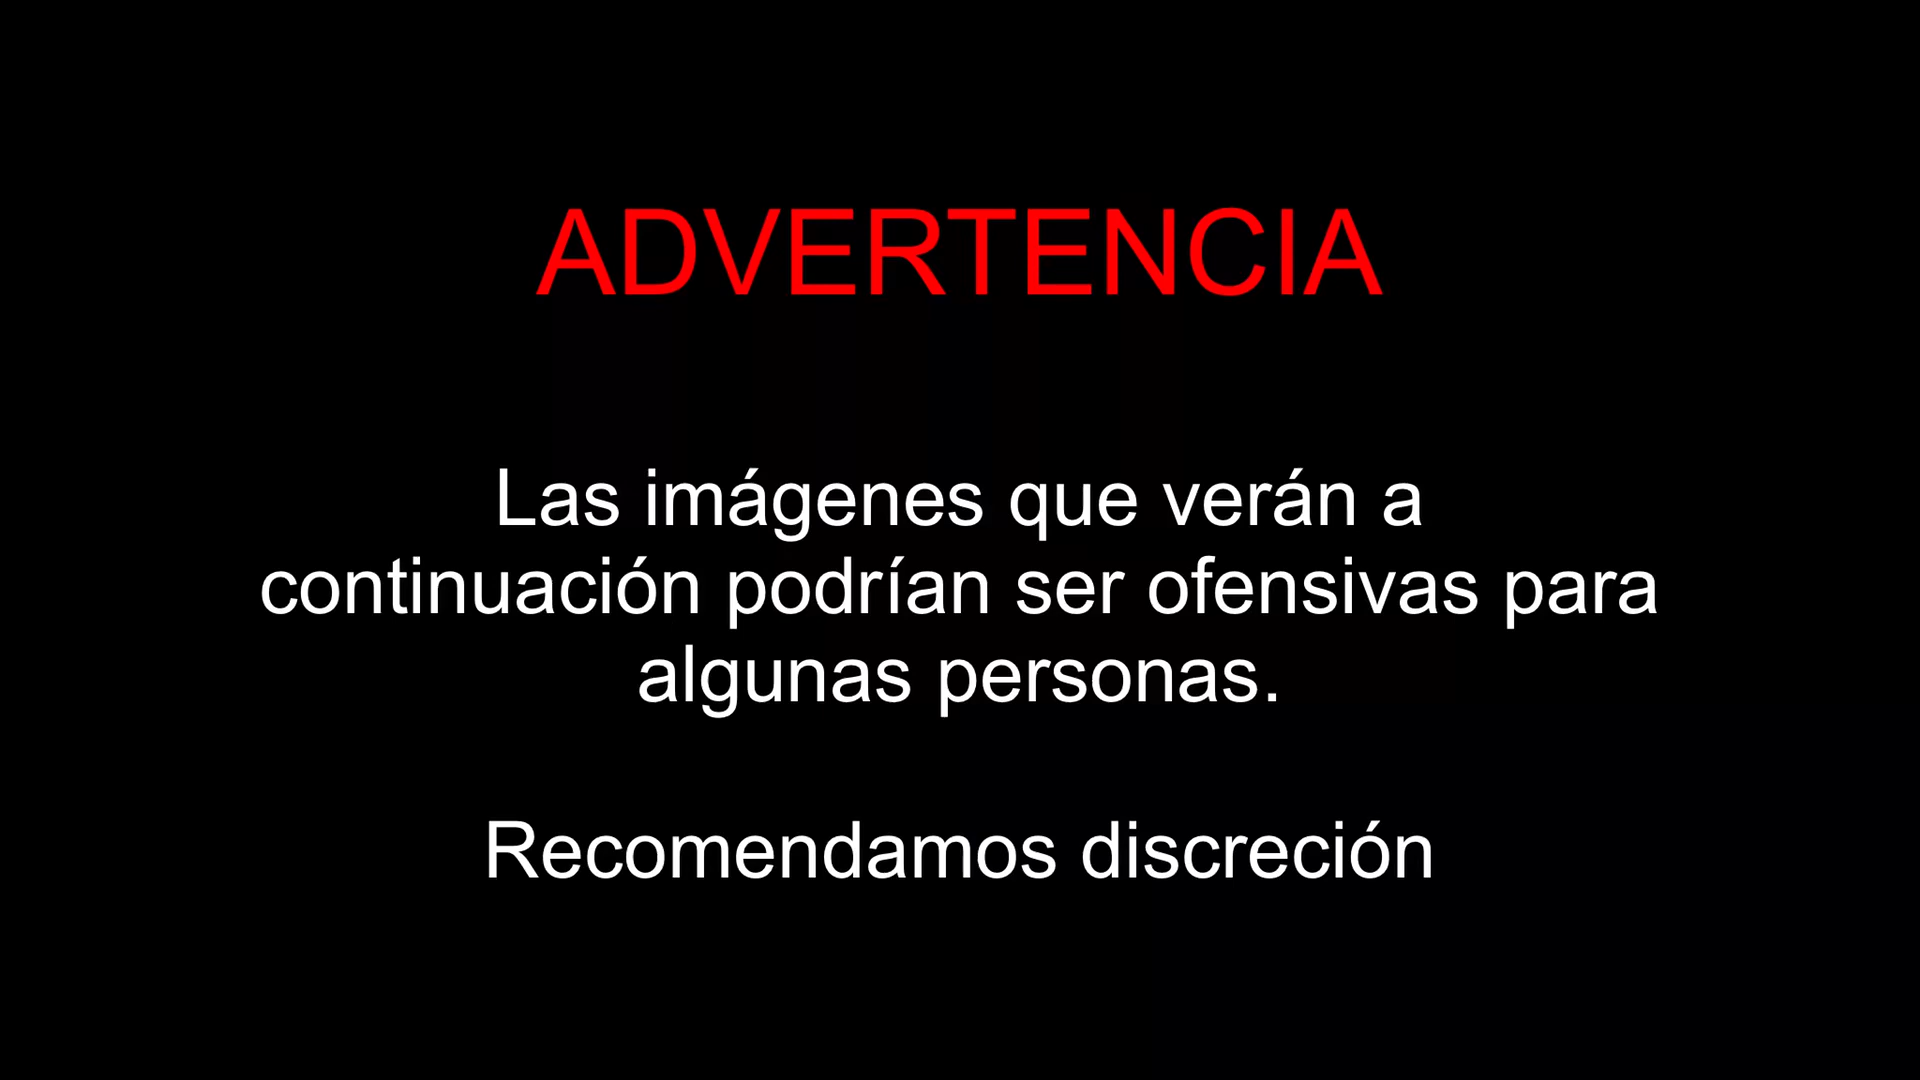 ADVERTENCIA
Las imágenes que verán a
continuación podrían ser ofensivas para
algunas personas.
Recomendamos discreción